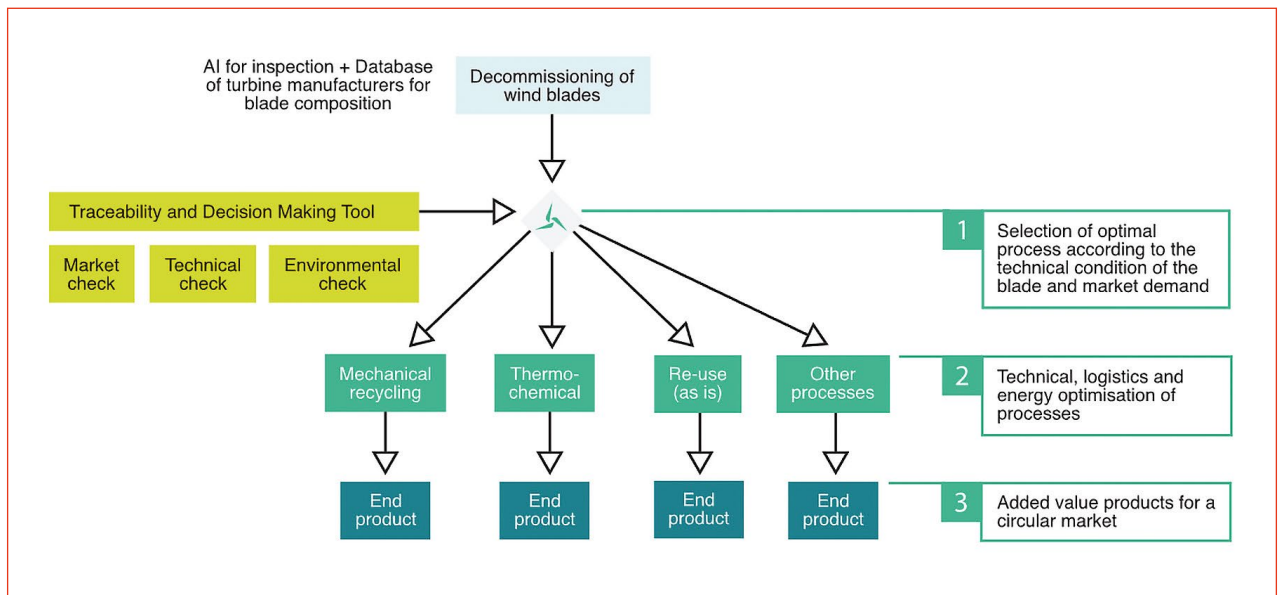 AI for inspection + Database
of turbine manufacturers for
blade composition
Decommissioning of
wind blades
Traceability and Decision Making Tool
Market
check
Technical
check
Environmental
check
1
Selection of optimal
process according to the
technical condition of the
blade and market demand
Mechanical
recycling
Thermo-
chemical
Re-use
(as is)
Other
processes
2
Technical, logistics and
energy optimisation of
processes
End
product
End
product
End
product
End
product
3
Added value products for a
circular market